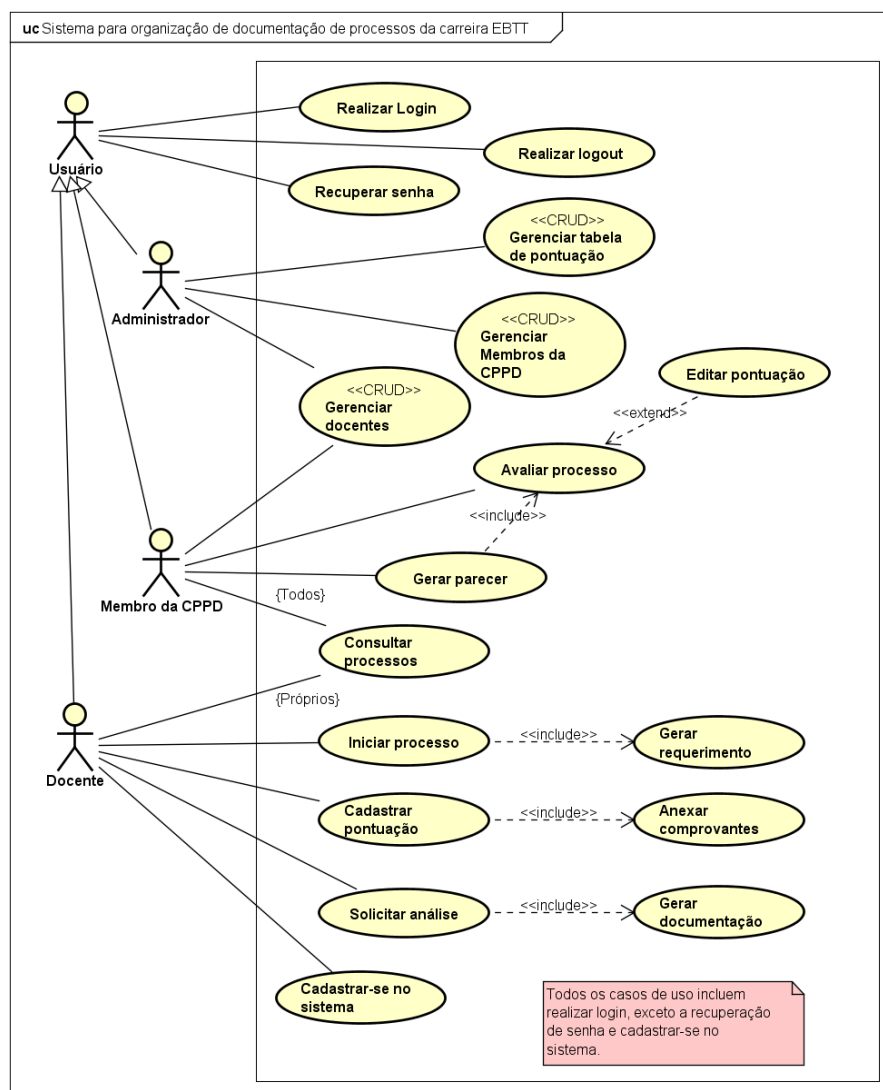 uc Sistema para organização de documentação de processos da carreira EBTT
Realizar Login
Usuário
Realizar logout
Recuperar senha
<<CRUD>>
Gerenciar tabela
de pontuação
Administrador
<<CRUD>>
Gerenciar
Membros da
CPPD
Editar pontuação
<<CRUD>>
Gerenciar
docentes
<<extend>>
Avaliar processo
<<include>>
Gerar parecer
Membro da CPPD
{Todos}
Consultar
processos
{Próprios}
Docente
Iniciar processo
<<include>>
Gerar
requerimento
Cadastrar
pontuação
<<include>>
Anexar
comprovantes
Solicitar análise
<<include>>
Gerar
documentação
Cadastrar-se no
sistema
Todos os casos de uso incluem
realizar login, exceto a recuperação
de senha e cadastrar-se no
sistema.